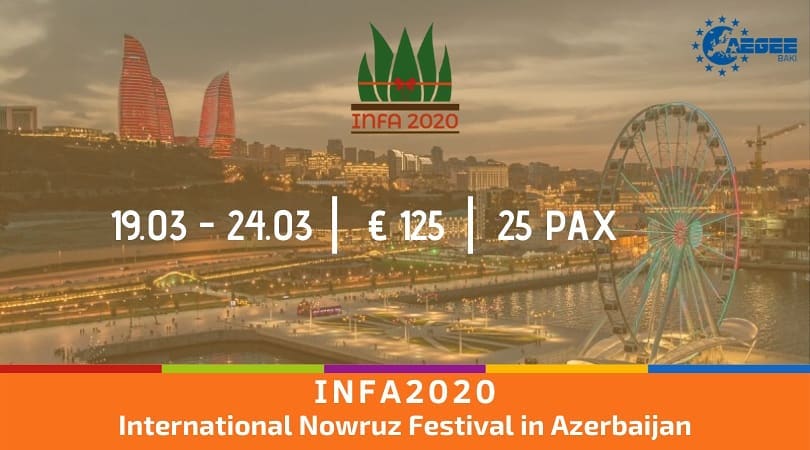 AEGEE
BAKI
INFA 2020
19.03 - 24.03 | € 125 | 25 PAX
INFA2020
International Nowruz Festival in Azerbaijan